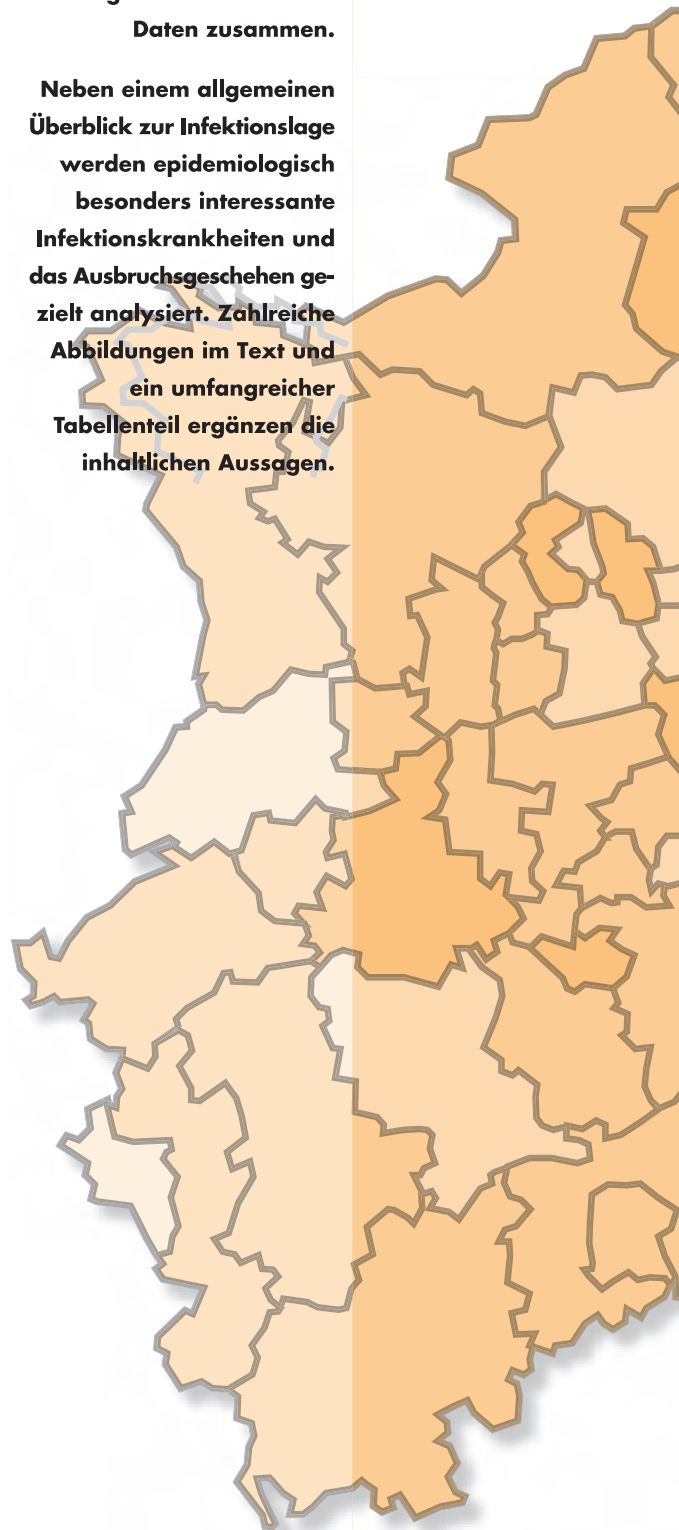 Daten zusammen.
Neben einem allgemeinen
Überblick zur Infektionslage
werden epidemiologisch
besonders interessante
Infektionskrankheiten und
das Ausbruchsgeschehen ge-
zielt analysiert. Zahlreiche
Abbildungen im Text und
ein umfangreicher
Tabellenteil ergänzen die
inhaltlichen Aussagen.